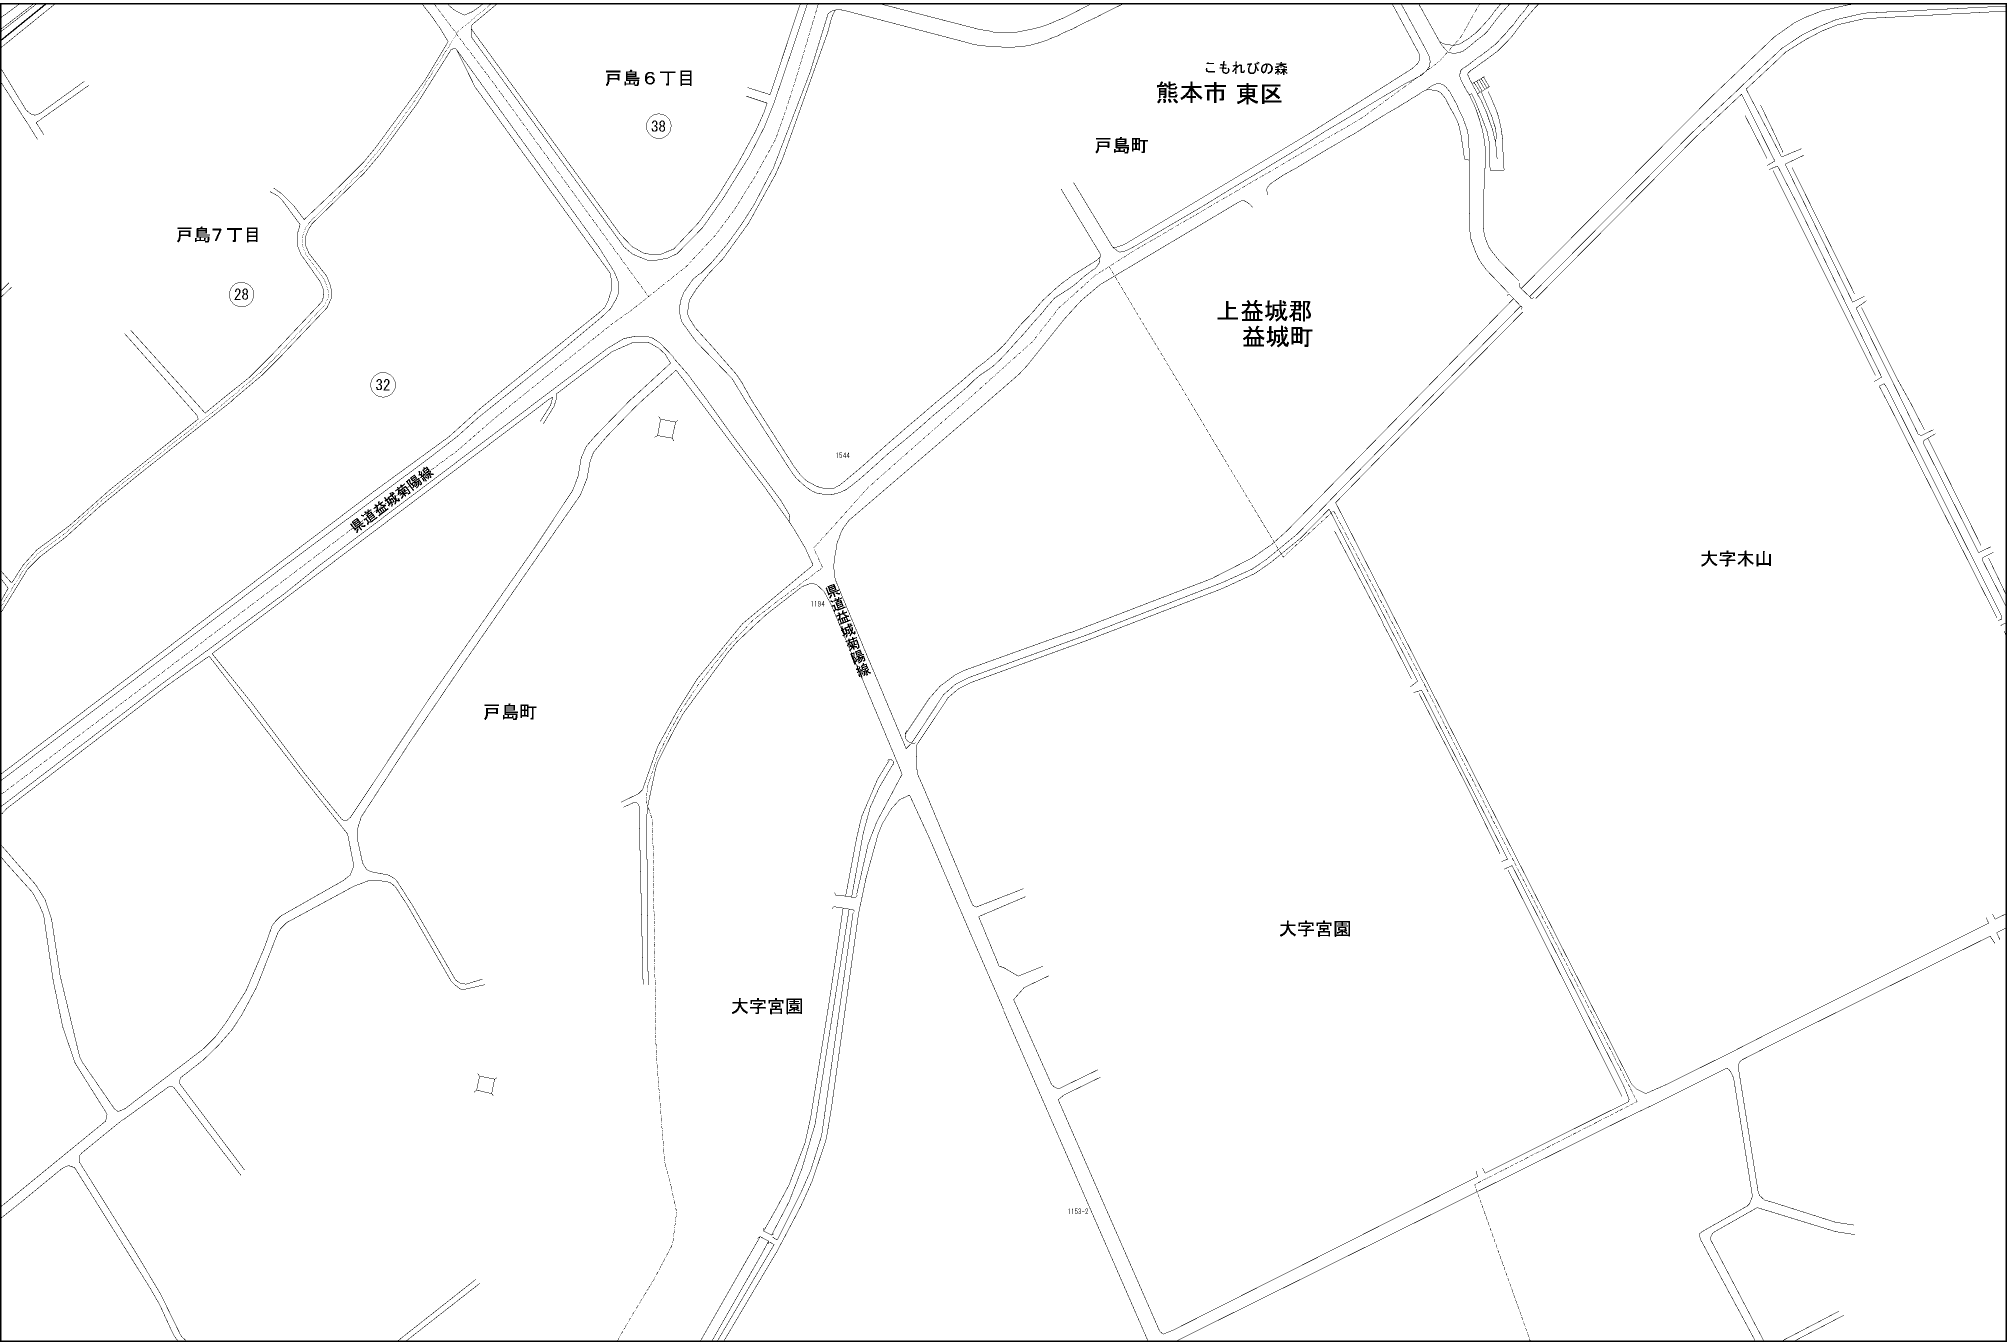 こもれびの森
戸島６丁目
熊本市 東区
38
戸島町
戸島７丁目
28
上益城郡
益城町
32
1544
県道益城菊陽線
大字木山
県道益城菊陽線
1194
戸島町
大字宮園
大字宮園
1153-2